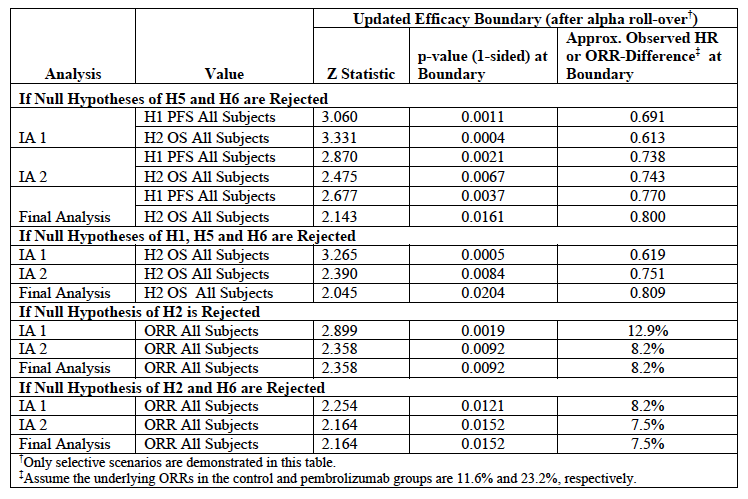 Updated Efficacy Boundary (after alpha roll-over†)
Analysis Value Z Statistic p-value (1-sided) at Boundary Approx. Observed HR or ORR-Difference‡ at Boundary
If Null Hypotheses of H5 and H6 are Rejected
IA 1 H1 PFS All Subjects 3.060 0.0011 0.691
H2 OS All Subjects 3.331 0.0004 0.613
IA 2 H1 PFS All Subjects 2.870 0.0021 0.738
H2 OS All Subjects 2.475 0.0067 0.743
Final Analysis H1 PFS All Subjects 2.677 0.0037 0.770
H2 OS All Subjects 2.143 0.0161 0.800
If Null Hypotheses of H1, H5 and H6 are Rejected
IA 1 H2 OS All Subjects 3.265 0.0005 0.619
IA 2 H2 OS All Subjects 2.390 0.0084 0.751
Final Analysis H2 OS All Subjects 2.045 0.0204 0.809
If Null Hypothesis of H2 is Rejected
IA 1 ORR All Subjects 2.899 0.0019 12.9%
IA 2 ORR All Subjects 2.358 0.0092 8.2%
Final Analysis ORR All Subjects 2.358 0.0092 8.2%
If Null Hypothesis of H2 and H6 are Rejected
IA 1 ORR All Subjects 2.254 0.0121 8.2%
IA 2 ORR All Subjects 2.164 0.0152 7.5%
Final Analysis ORR All Subjects 2.164 0.0152 7.5%
†Only selective scenarios are demonstrated in this table.
‡Assume the underlying ORRs in the control and pembrolizumab groups are 11.6% and 23.2%, respectively.